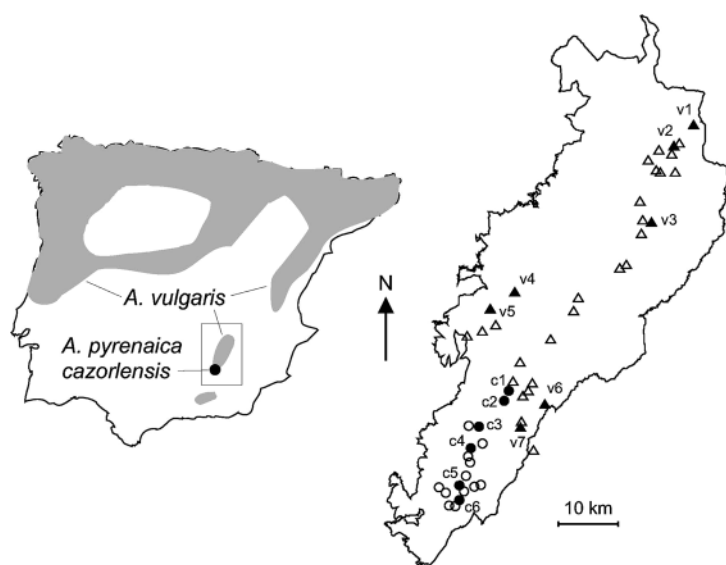 A. vulgaris
A. pyrenaica
cazorlensis
N
v1
v2
v3
v4
v5
c1
c2
v6
c3
v7
c4
c5
c6
10 km